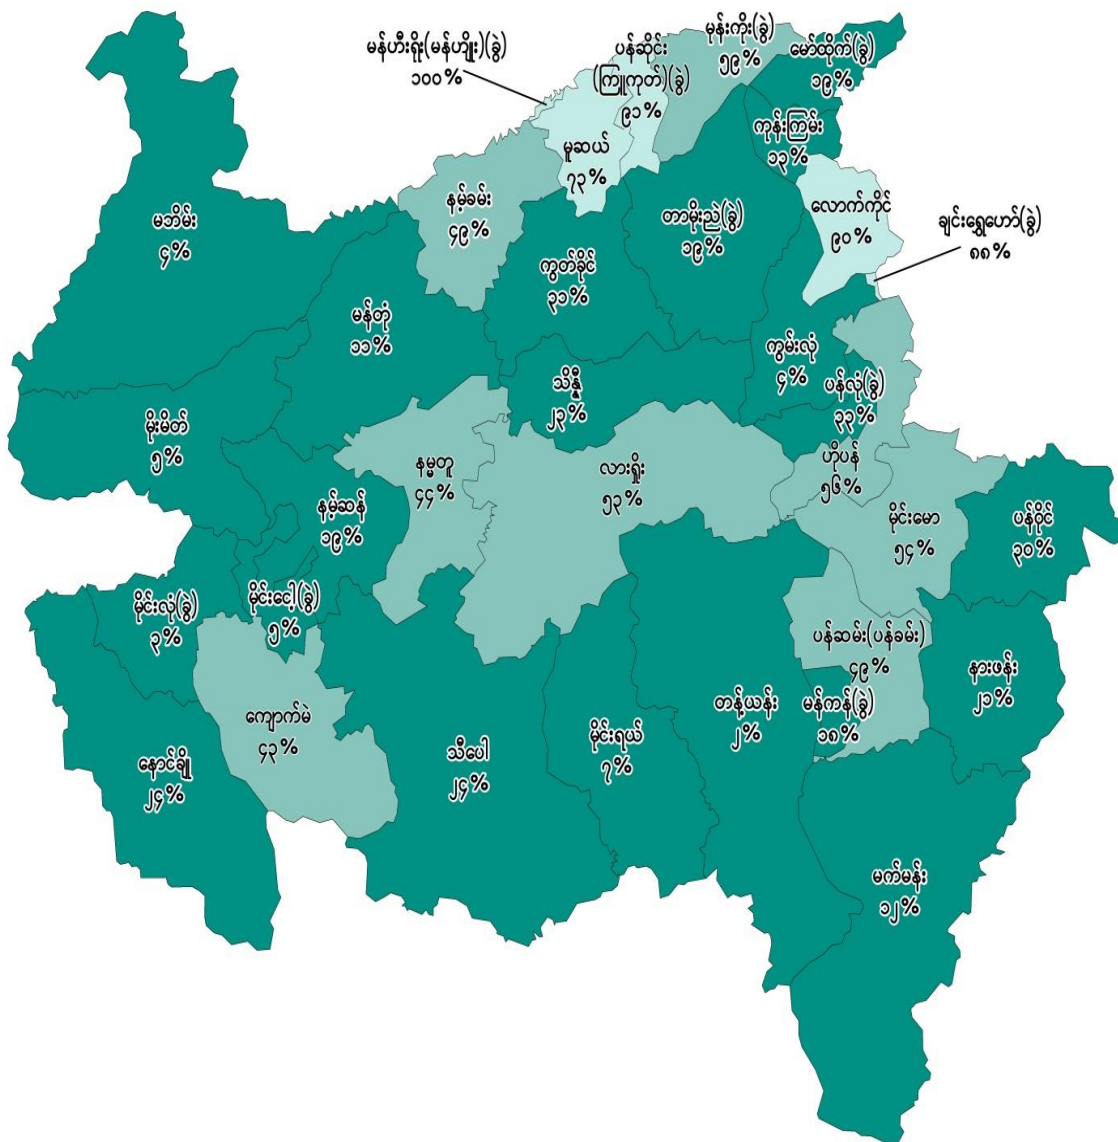 မန်ဟီးရိုး(မန်ဟျိုး)(ခွဲ)
၁၀၀%
ပန်ဆိုင်း
(ကြူကုတ်)(ခွဲ)
၉၁%
မုန်းကိုး(ခွဲ)
၅၉%
မော်ထိုက်(ခွဲ)
၁၉%
ကုန်းကြမ်း
၁၃%
မူဆယ်
၇၃%
နမ့်ခမ်း
၄၉%
မဘိမ်း
၄%
တာမိုးညဲ(ခွဲ)
၁၉%
လောက်ကိုင်
၉၀%
ချင်းရွှေဟော်(ခွဲ)
၈၈%
ကွတ်ခိုင်
၃၁%
မန်တုံ
၁၁%
သိန္နီ
၂၃%
ကွမ်းလုံ
၄%
ပန်လုံ(ခွဲ)
၃၃%
မိုးမိတ်
၅%
နမ္မတူ
၄၄%
လားရှိုး
၅၃%
ဟိုပန်
၅၆%
နမ့်ဆန်
၁၉%
မိုင်းမော
၅၄%
ပန်ဝိုင်
၃၀%
မိုင်းလုံ(ခွဲ)
၃%
မိုင်းငေါ့(ခွဲ)
၅%
ပန်ဆမ်း(ပန်ခမ်း)
၄၉%
နားဖန်း
၂၁%
ကျောက်မဲ
၄၃%
တန့်ယန်း
၂%
မန်ကန်(ခွဲ)
၁၈%
နောင်ချို
၂၄%
သီပေါ
၂၄%
မိုင်းရယ်
၇%
မက်မန်း
၁၂%